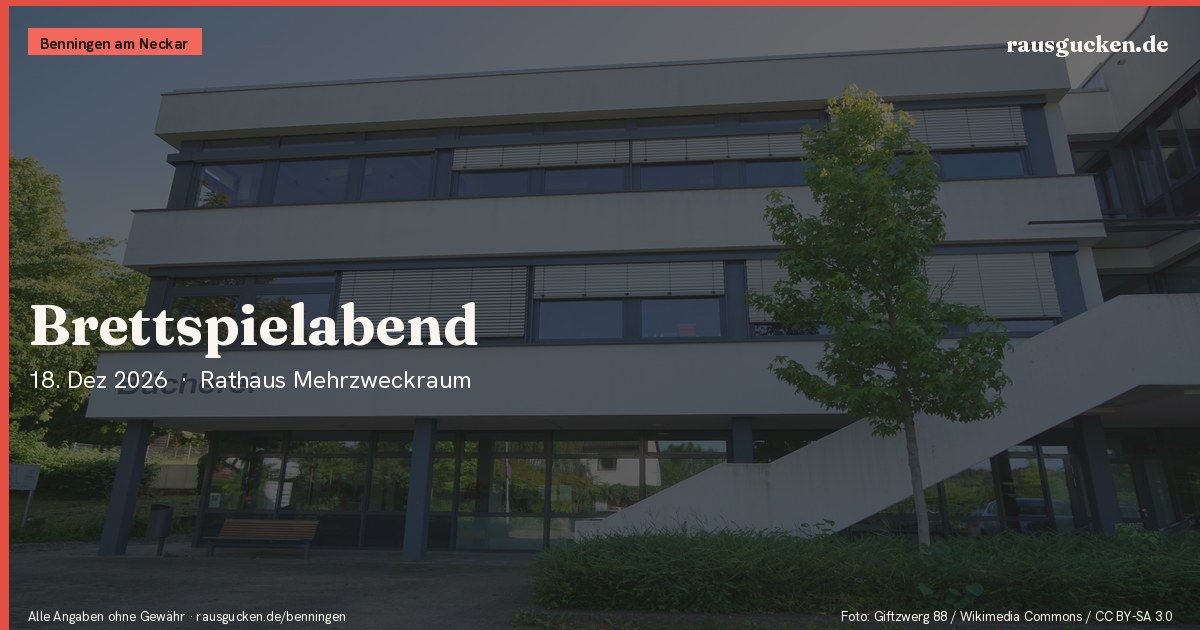 Benningen am Neckar
rausgucken.de
Brettspielabend
18. Dez 2026 · Rathaus Mehrzweckraum
Bücherei
Alle Angaben ohne Gewähr · rausgucken.de/benningen
Foto: Giftzwerg 88 / Wikimedia Commons / CC BY-SA 3.0